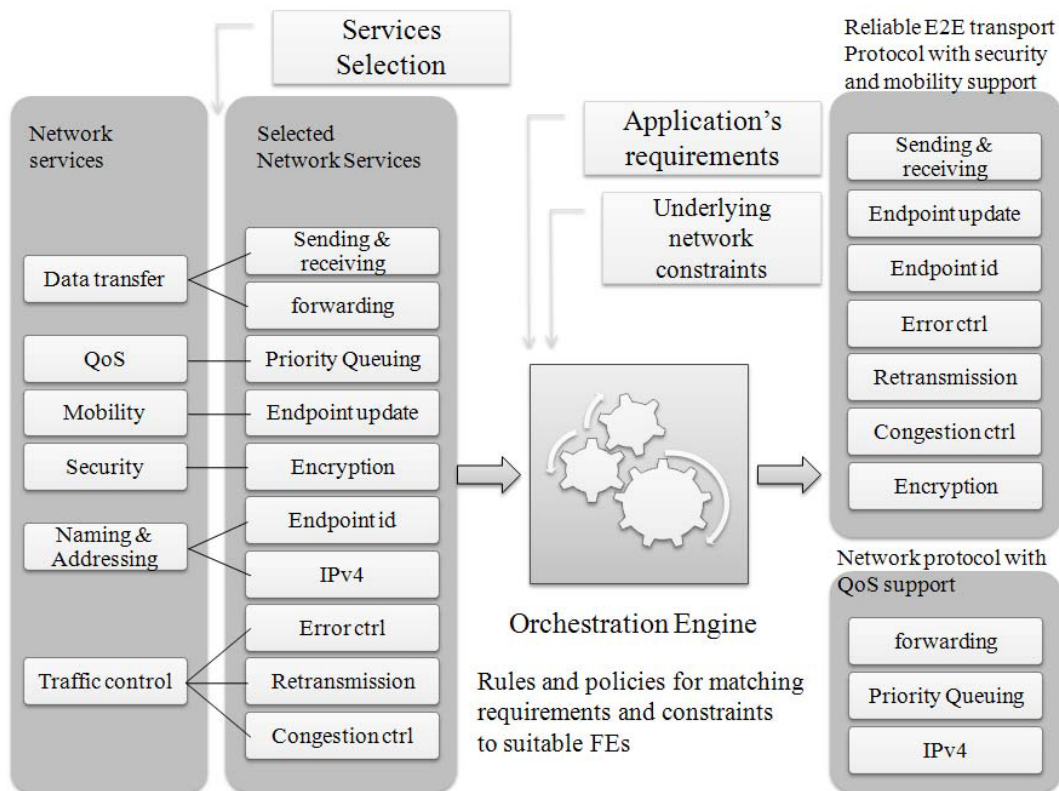 Services
Selection
Network
services
Data transfer
QoS
Mobility
Security
Naming &
Addressing
Traffic control
Selected
Network Services
Sending &
receiving
forwarding
Priority Queuing
Endpoint update
Encryption
Endpoint id
IPv4
Error ctrl
Retransmission
Congestion ctrl
Application’s
requirements
Underlying
network
constraints
Orchestration Engine
Rules and policies for matching
requirements and constraints
to suitable FEs
Reliable E2E transport
Protocol with security
and mobility support
Sending &
receiving
Endpoint update
Endpoint id
Error ctrl
Retransmission
Congestion ctrl
Encryption
Network protocol with
QoS support
forwarding
Priority Queuing
IPv4